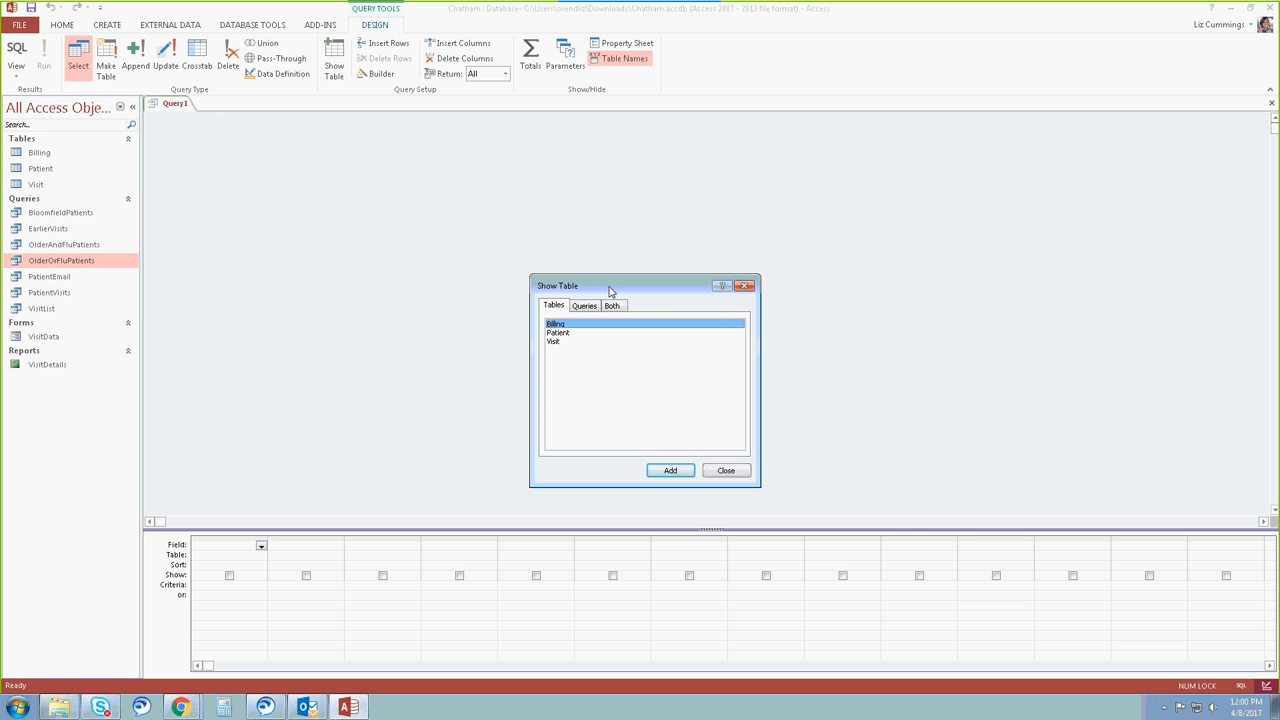 QUERY TOOLS
Chatham : Database- C:\Users\oxendliz\Downloads\Chatham.accdb (Access 2007 - 2013 file format) - Access
FILE HOME CREATE EXTERNAL DATA DATABASE TOOLS ADD-INS DESIGN
Liz Cummings
SQL View
Run
Results
Select
Make Table
Append
Update
Crosstab
Delete
Union
Pass-Through
Data Definition
Query Type
Show Table
Insert Rows
Delete Rows
Builder
Insert Columns
Delete Columns
Return: All
Query Setup
Totals
Parameters
Property Sheet
Table Names
Show/Hide
All Access Obje...
Search...
Tables
Billing
Patient
Visit
Queries
BloomfieldPatients
EarlierVisits
OlderAndFluPatients
OlderOrFluPatients
PatientEmail
PatientVisits
VisitList
Forms
VisitData
Reports
VisitDetails
Query1
Show Table
Tables Queries Both
Billing
Patient
Visit
Add Close
Field:
Table:
Sort:
Show:
Criteria:
or:
Ready
NUM LOCK SQL
12:00 PM
4/8/2017